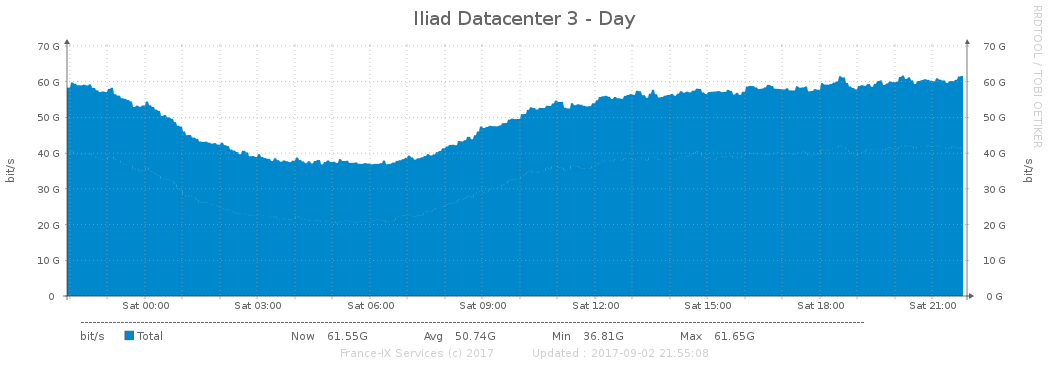 Iliad Datacenter 3 - Day
RRDTOOL / TOBI OETIKER
70 G 70 G
60 G 60 G
50 G 50 G
40 G 40 G
30 G 30 G
20 G 20 G
10 G 10 G
0 0 G
bit/s bit/s
Sat 00:00 Sat 03:00 Sat 06:00 Sat 09:00 Sat 12:00 Sat 15:00 Sat 18:00 Sat 21:00
bit/s Total Now 61.55G Avg 50.74G Min 36.81G Max 61.65G
France-IX Services (c) 2017 Updated : 2017-09-02 21:55:08